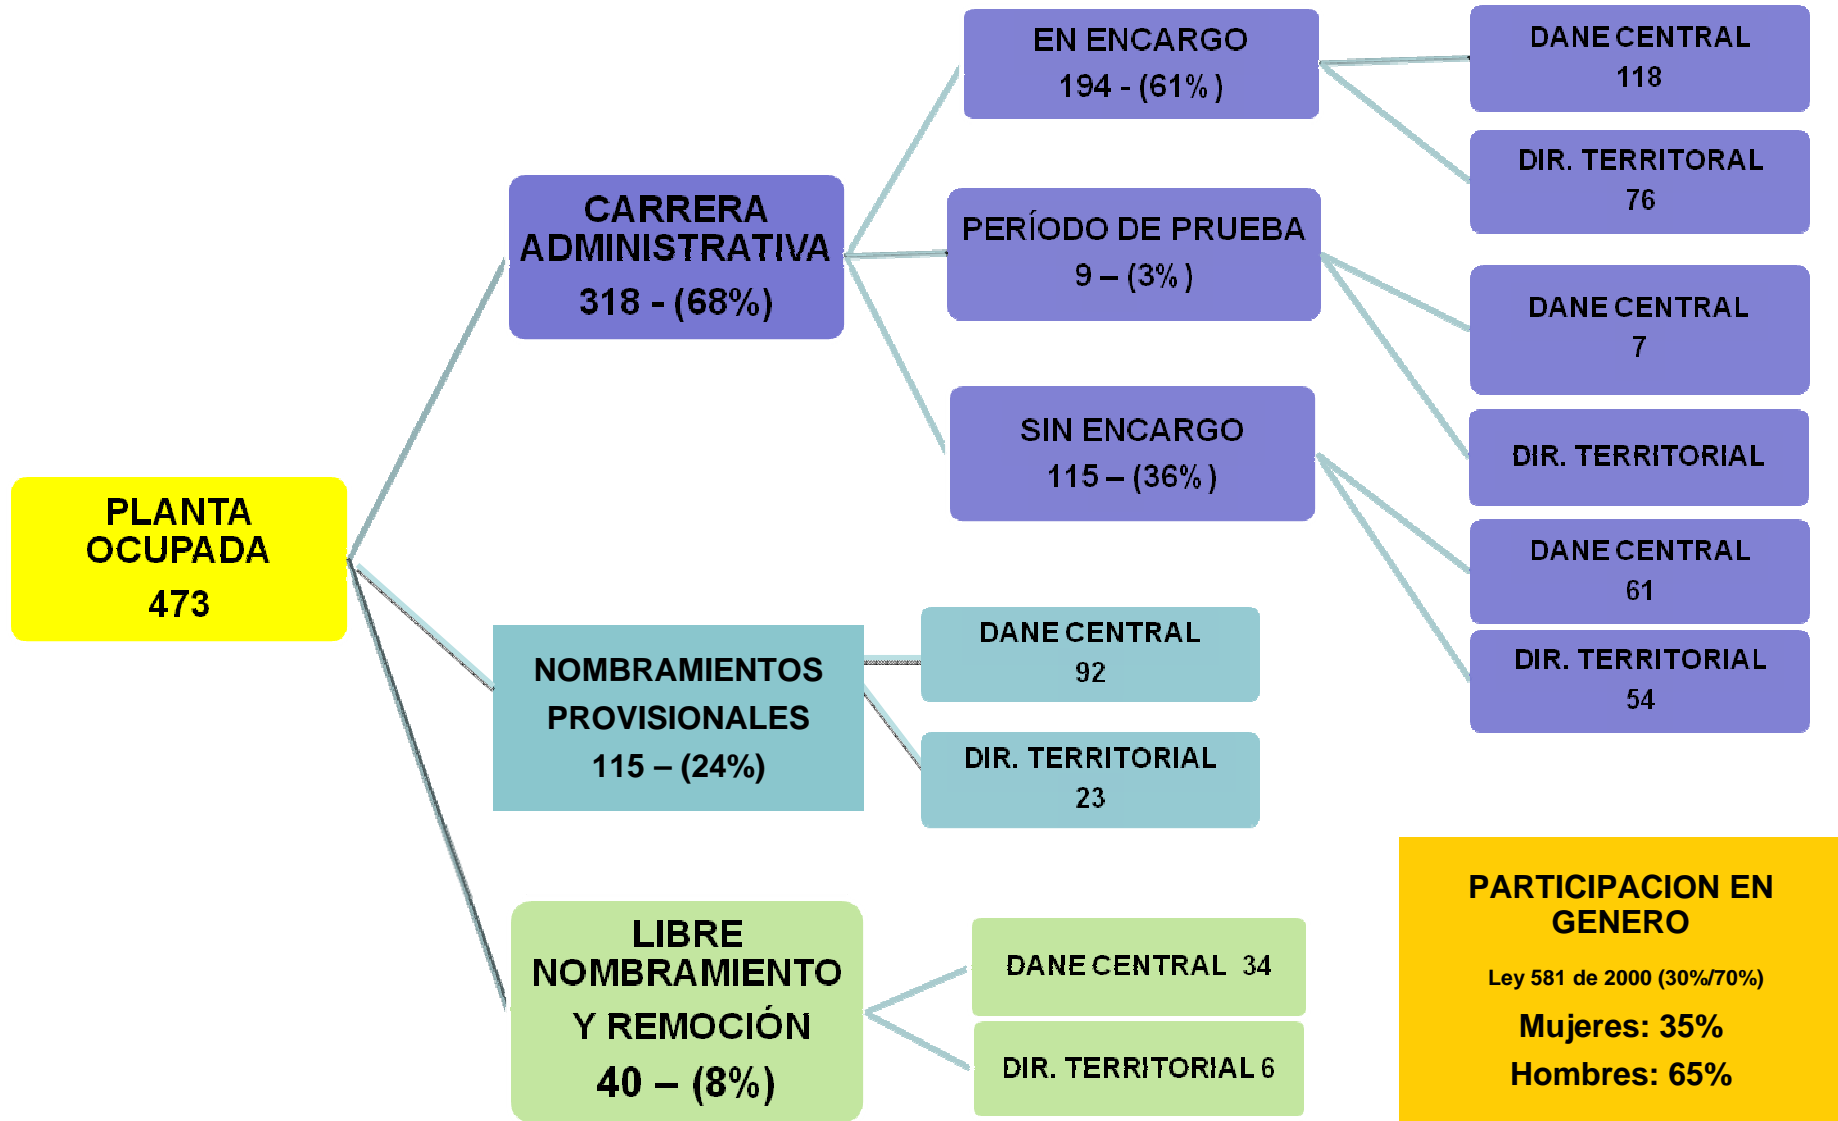 PLANTA
OCUPADA
473
CARRERA
ADMINISTRATIVA
318 - (68%)
EN ENCARGO
194 - (61%)
DANE CENTRAL
118
DIR. TERRITORAL
76
PERÍODO DE PRUEBA
9 – (3%)
DANE CENTRAL
7
DIR. TERRITORIAL
SIN ENCARGO
115 – (36%)
DANE CENTRAL
61
DIR. TERRITORIAL
54
NOMBRAMIENTOS
PROVISIONALES
115 – (24%)
DANE CENTRAL
92
DIR. TERRITORIAL
23
LIBRE
NOMBRAMIENTO
Y REMOCIÓN
40 – (8%)
DANE CENTRAL 34
DIR. TERRITORIAL 6
PARTICIPACION EN
GENERO
Ley 581 de 2000 (30%/70%)
Mujeres: 35%
Hombres: 65%